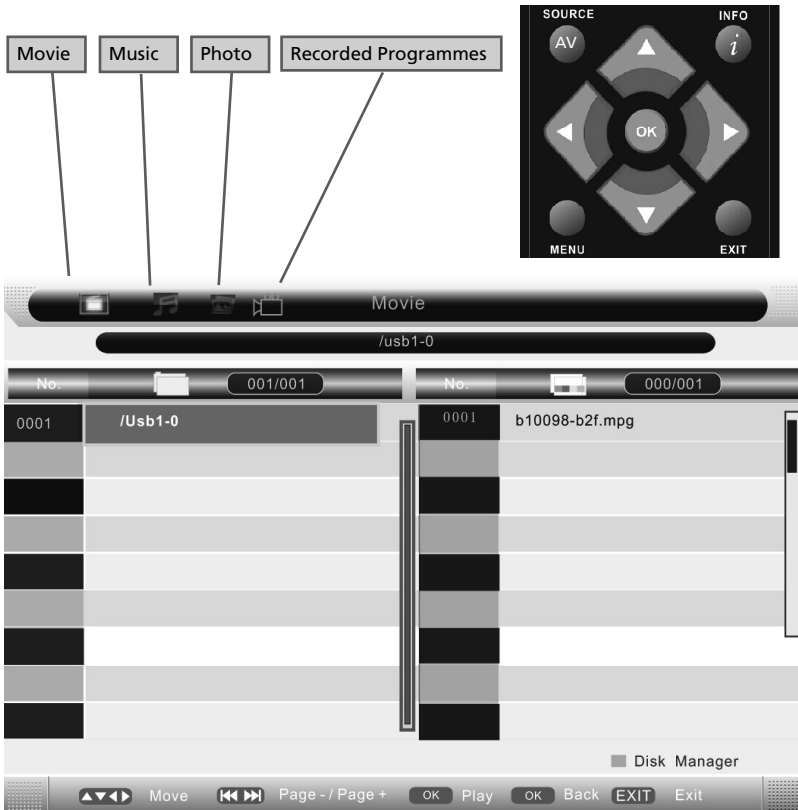 SOURCE INFO
AV i
Movie Music Photo Recorded Programmes
OK
MENU EXIT
Movie
/usb1-0
No. 001/001 No. 000/001
0001 /Usb1-0 0001 b10098-b2f.mpg
Disk Manager
Move Page - / Page + OK Play OK Back EXIT Exit